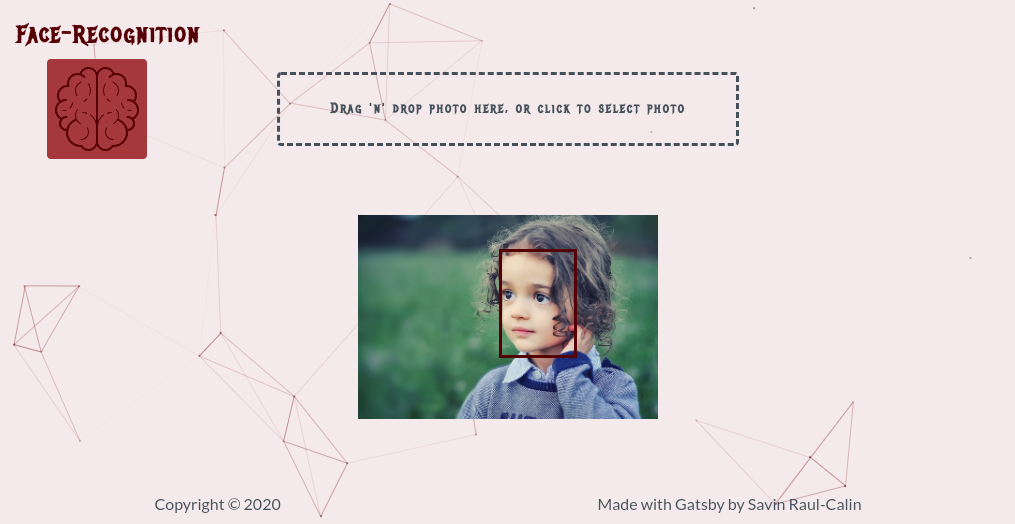 Face-Recognition
Drag 'n' drop photo here, or click to select photo
Copyright © 2020
Made with Gatsby by Savin Raul-Calin